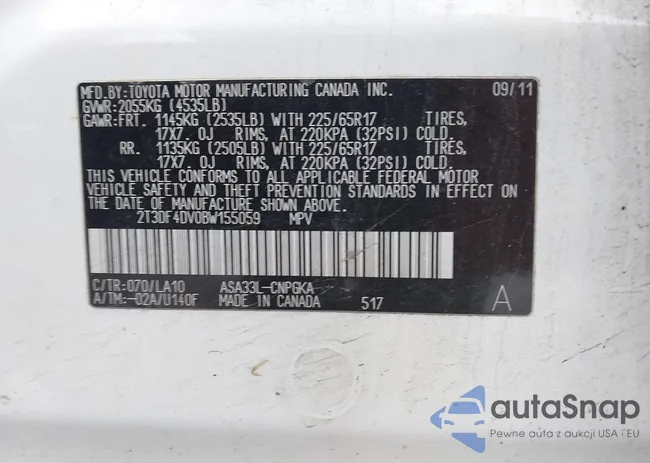 MFD.BY:TOYOTA MOTOR MANUFACTURING CANADA INC. 09/11
GVWR:2055KG (4535LB)
GAWR:FRT. 1145KG (2535LB) WITH 225/65R17 TIRES,
17X7. 0J RIMS, AT 220KPA (32PSI) COLD.
RR. 1135KG (2505LB) WITH 225/65R17 TIRES,
17X7. 0J RIMS, AT 220KPA (32PSI) COLD.
THIS VEHICLE CONFORMS TO ALL APPLICABLE FEDERAL MOTOR
VEHICLE SAFETY AND THEFT PREVENTION STANDARDS IN EFFECT
ON THE DATE OF MANUFACTURE SHOWN ABOVE.
2T3DF4DV0BW155059 MPV
C/TR:070/LA10 ASA33L-CNPGKA
A/TM:-02A/U140F MADE IN CANADA 517 A
autoSnap
Pewne auta z aukcji USA i EU